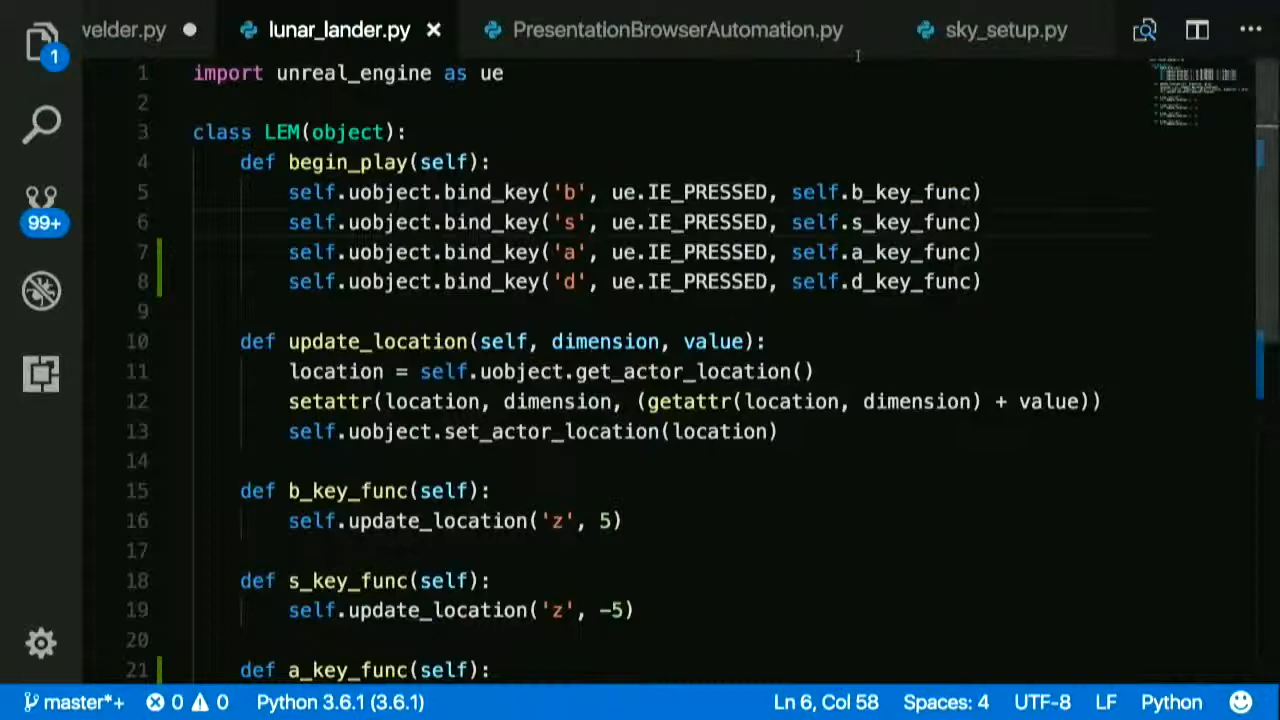 velder.py lunar_lander.py PresentationBrowserAutomation.py sky_setup.py
1
99+
1 import unreal_engine as ue
2
3 class LEM(object):
4 def begin_play(self):
5 self.uobject.bind_key('b', ue.IE_PRESSED, self.b_key_func)
6 self.uobject.bind_key('s', ue.IE_PRESSED, self.s_key_func)
7 self.uobject.bind_key('a', ue.IE_PRESSED, self.a_key_func)
8 self.uobject.bind_key('d', ue.IE_PRESSED, self.d_key_func)
9
10 def update_location(self, dimension, value):
11 location = self.uobject.get_actor_location()
12 setattr(location, dimension, (getattr(location, dimension) + value))
13 self.uobject.set_actor_location(location)
14
15 def b_key_func(self):
16 self.update_location('z', 5)
17
18 def s_key_func(self):
19 self.update_location('z', -5)
20
21 def a_key_func(self):
master*+ 0 0 Python 3.6.1 (3.6.1) Ln 6, Col 58 Spaces: 4 UTF-8 LF Python